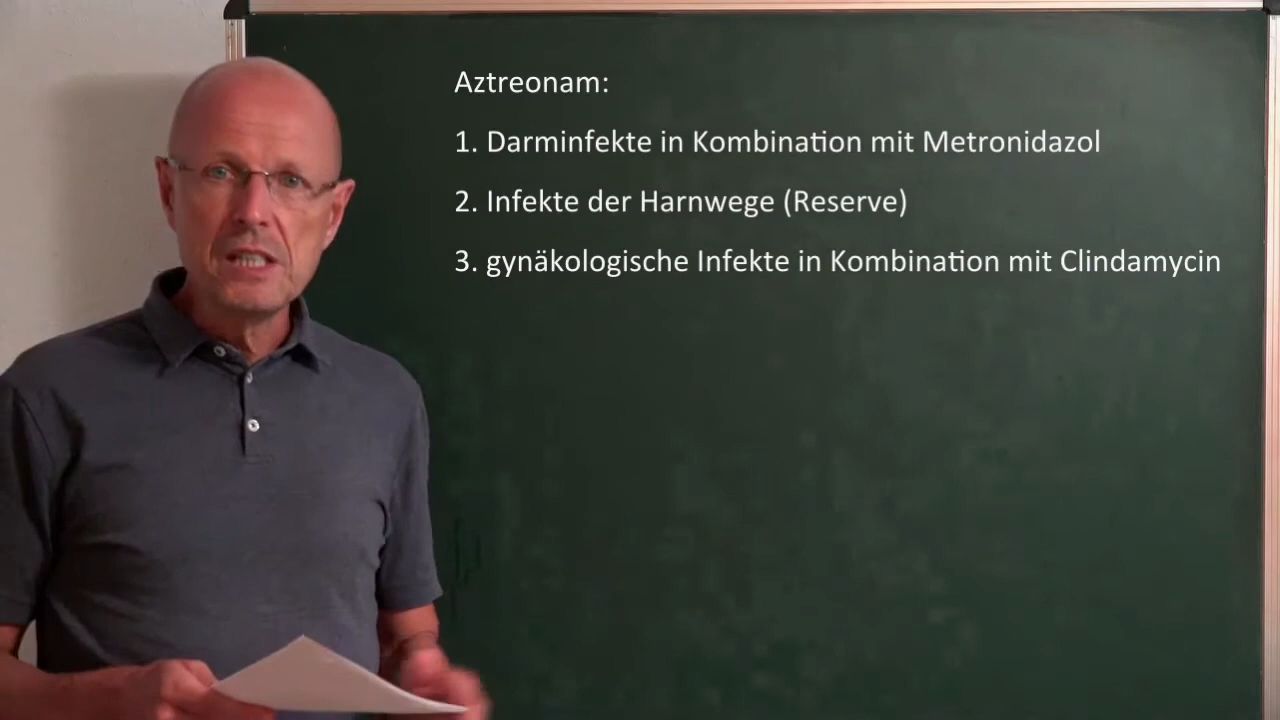 Aztreonam:
1. Darminfekte in Kombination mit Metronidazol
2. Infekte der Harnwege (Reserve)
3. gynäkologische Infekte in Kombination mit Clindamycin